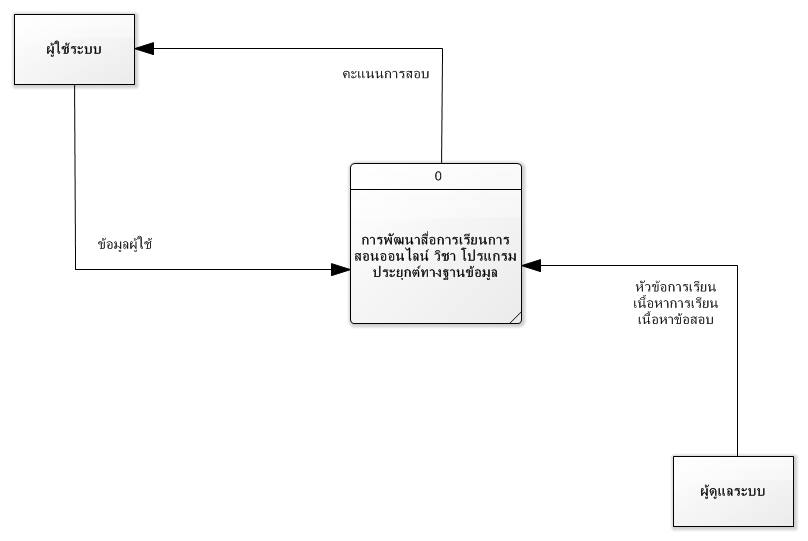 ผู้ใช้ระบบ
คะแนนการสอบ
0
ข้อมูลผู้ใช้
การพัฒนาสื่อการเรียนการ
สอนออนไลน์ วิชา โปรแกรม
ประยุกต์ทางฐานข้อมูล
หัวข้อการเรียน
เนื้อหาการเรียน
เนื้อหาข้อสอบ
ผู้ดูแลระบบ